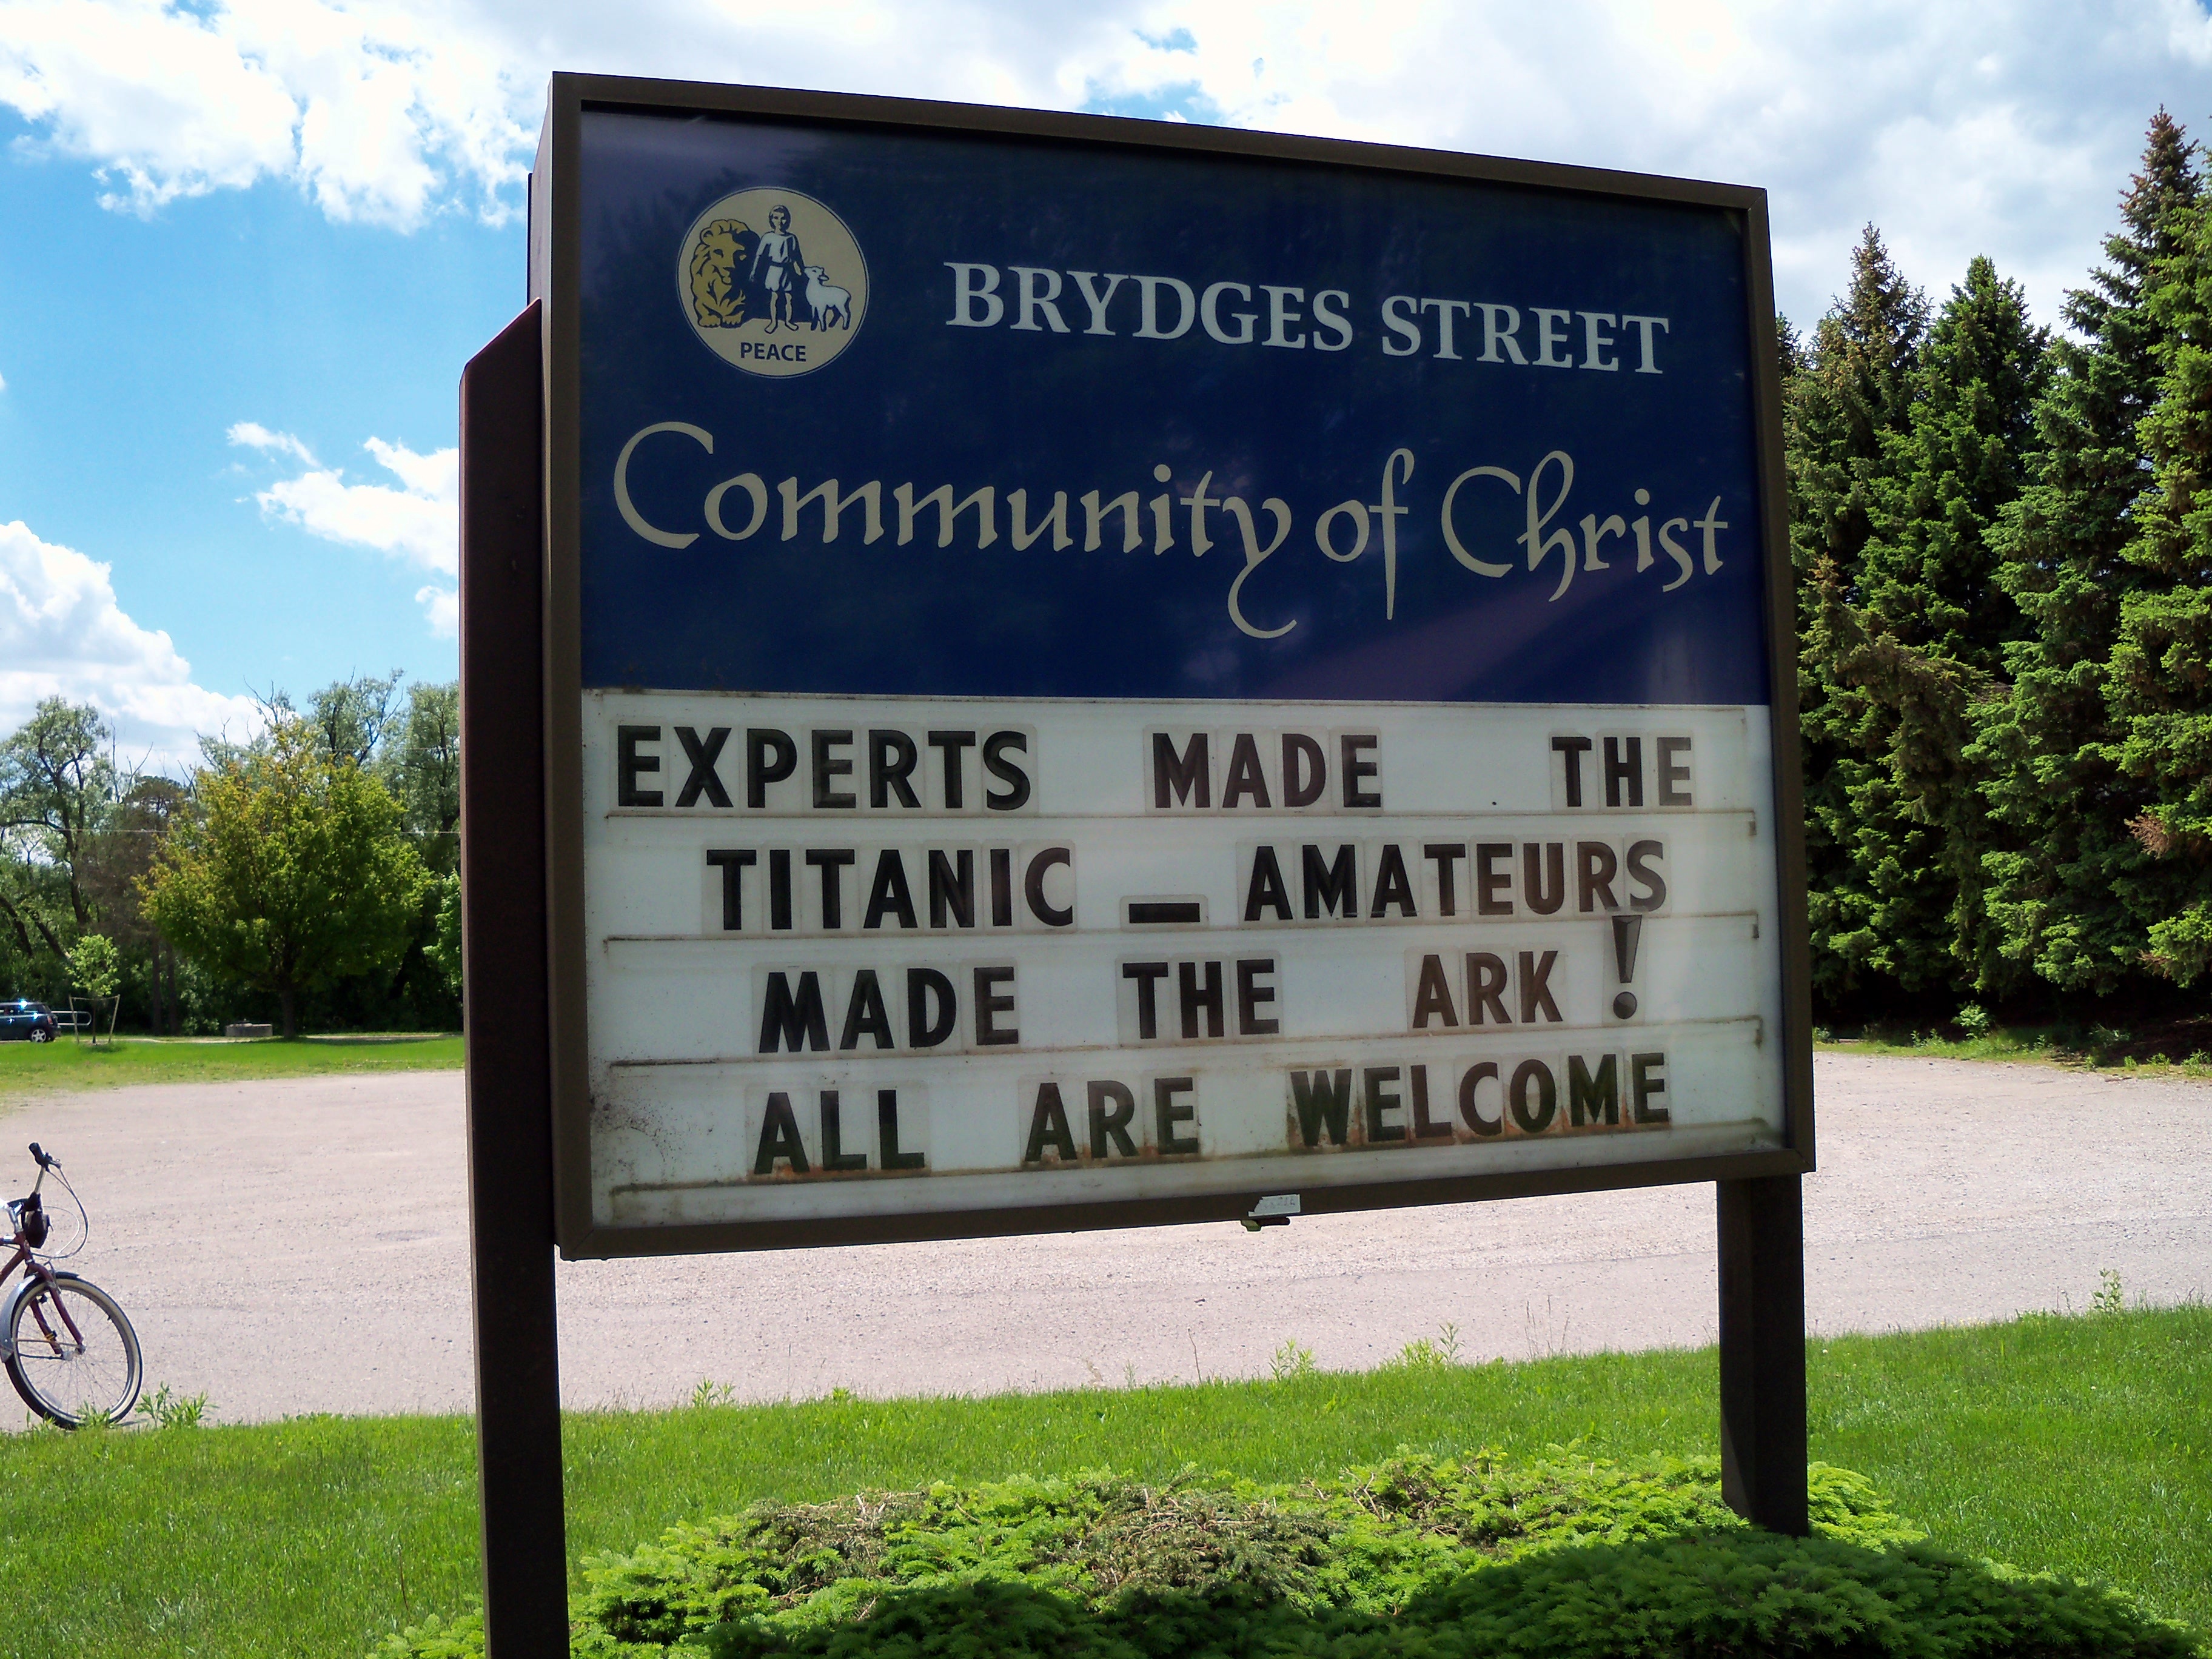 PEACE
BRYDGES STREET
Community of Christ
EXPERTS MADE THE
TITANIC _ AMATEURS
MADE THE ARK!
ALL ARE WELCOME